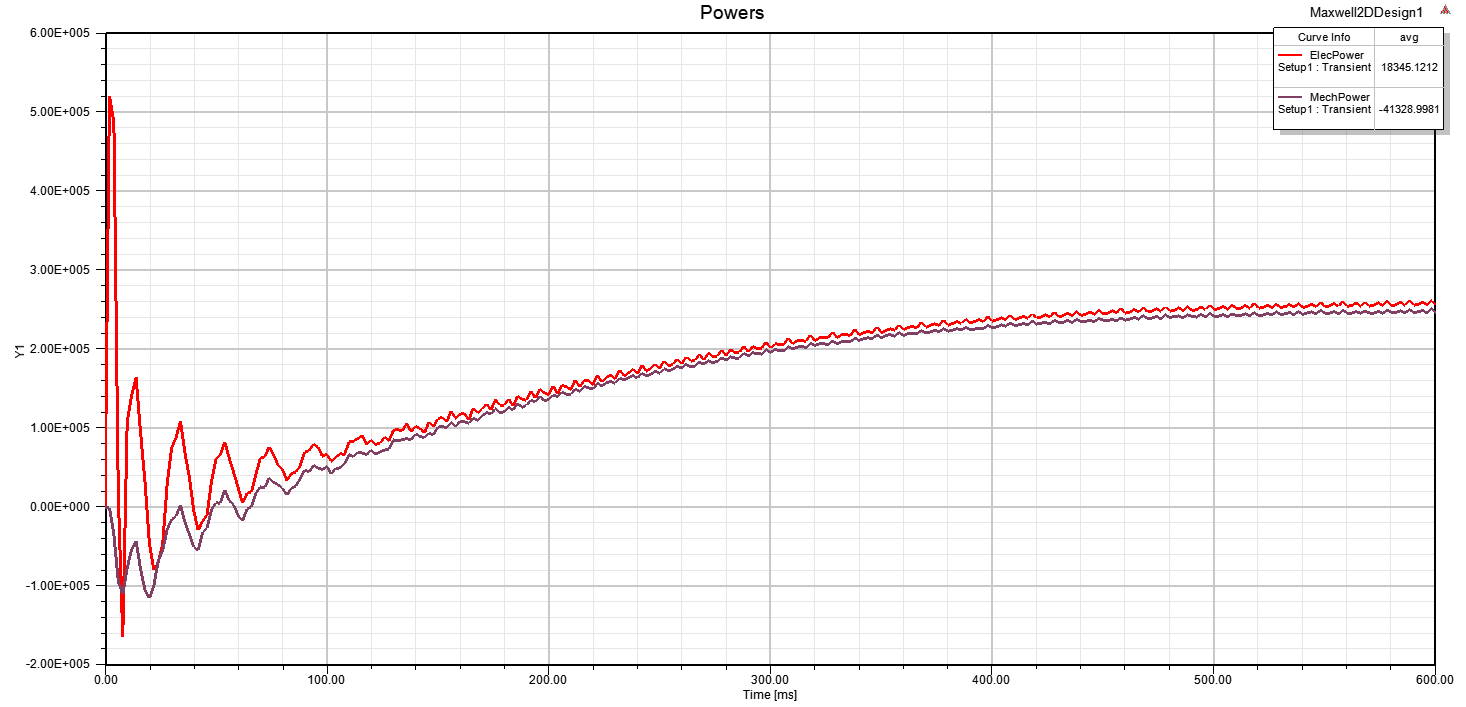 Powers
Maxwell2DDesign1
Curve Info avg
ElecPower
Setup1 : Transient 18345.1212
MechPower
Setup1 : Transient -41328.9981
6.00E+005
5.00E+005
4.00E+005
3.00E+005
2.00E+005
1.00E+005
0.00E+000
-1.00E+005
-2.00E+005
Y1
0.00 100.00 200.00 300.00 400.00 500.00 600.00
Time [ms]